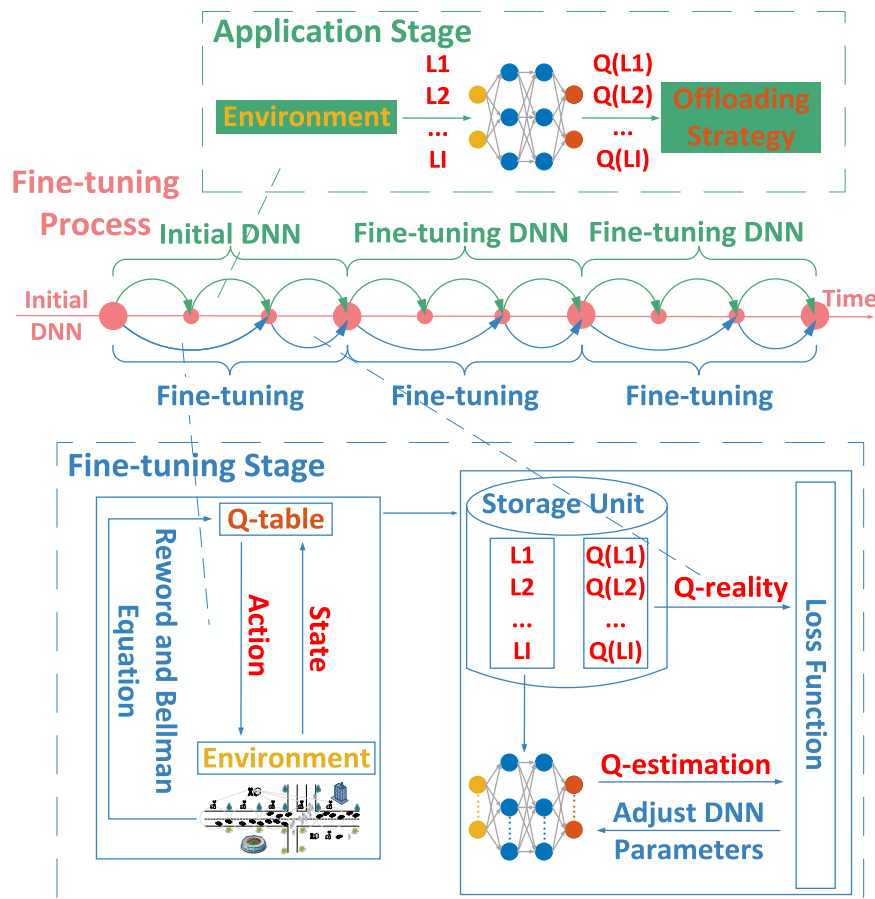 Application Stage
Environment
L1
L2
...
LI
Q(L1)
Q(L2)
...
Q(LI)
Offloading
Strategy
Fine-tuning
Process
Initial DNN
Fine-tuning DNN
Fine-tuning DNN
Initial
DNN
Time
Fine-tuning
Fine-tuning
Fine-tuning
Fine-tuning Stage
Q-table
Reword and Bellman
Equation
Action
State
Environment
Storage Unit
L1
L2
...
LI
Q(L1)
Q(L2)
...
Q(LI)
Q-reality
Loss Function
Q-estimation
Adjust DNN
Parameters